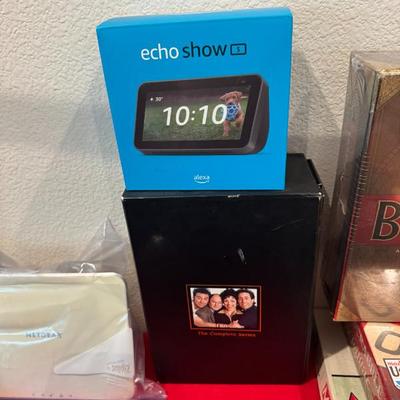 echo show 5
30°
10:10
alexa
The Complete Series
NETGEAR
B